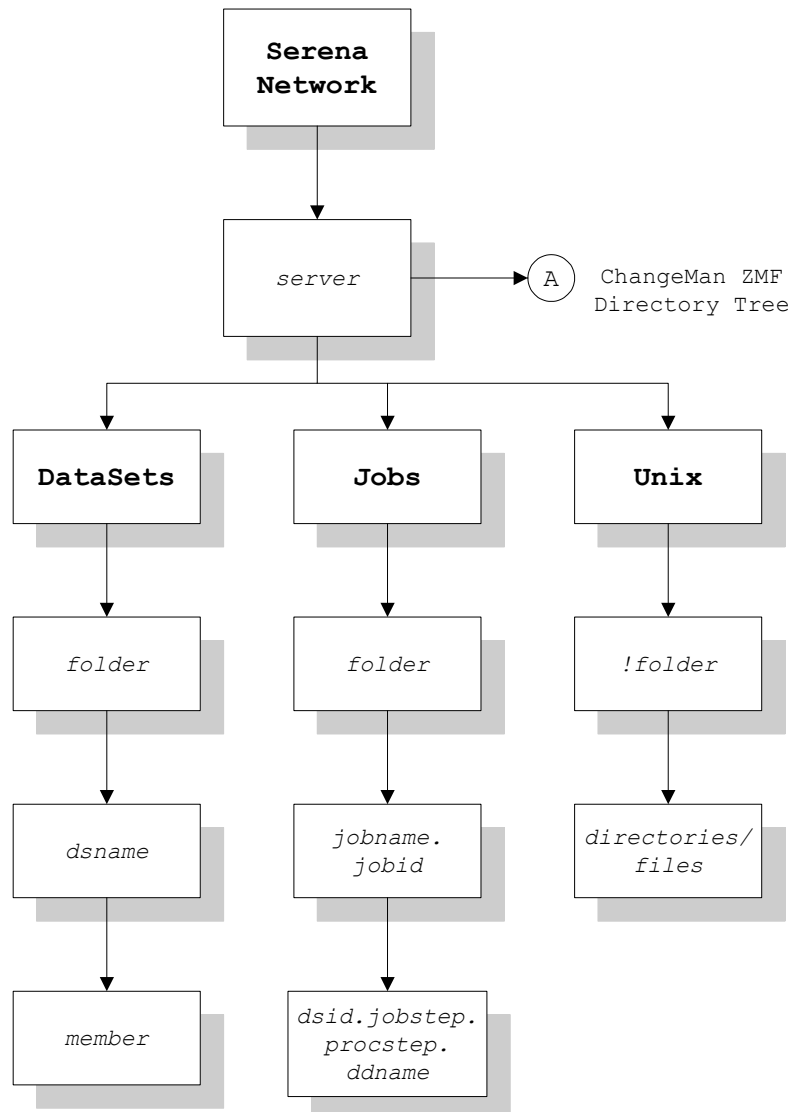 Serena
Network
server
A
ChangeMan ZMF
Directory Tree
DataSets
Jobs
Unix
folder
folder
!folder
dsname
jobname.
jobid
directories/
files
member
dsid.jobstep.
procstep.
ddname